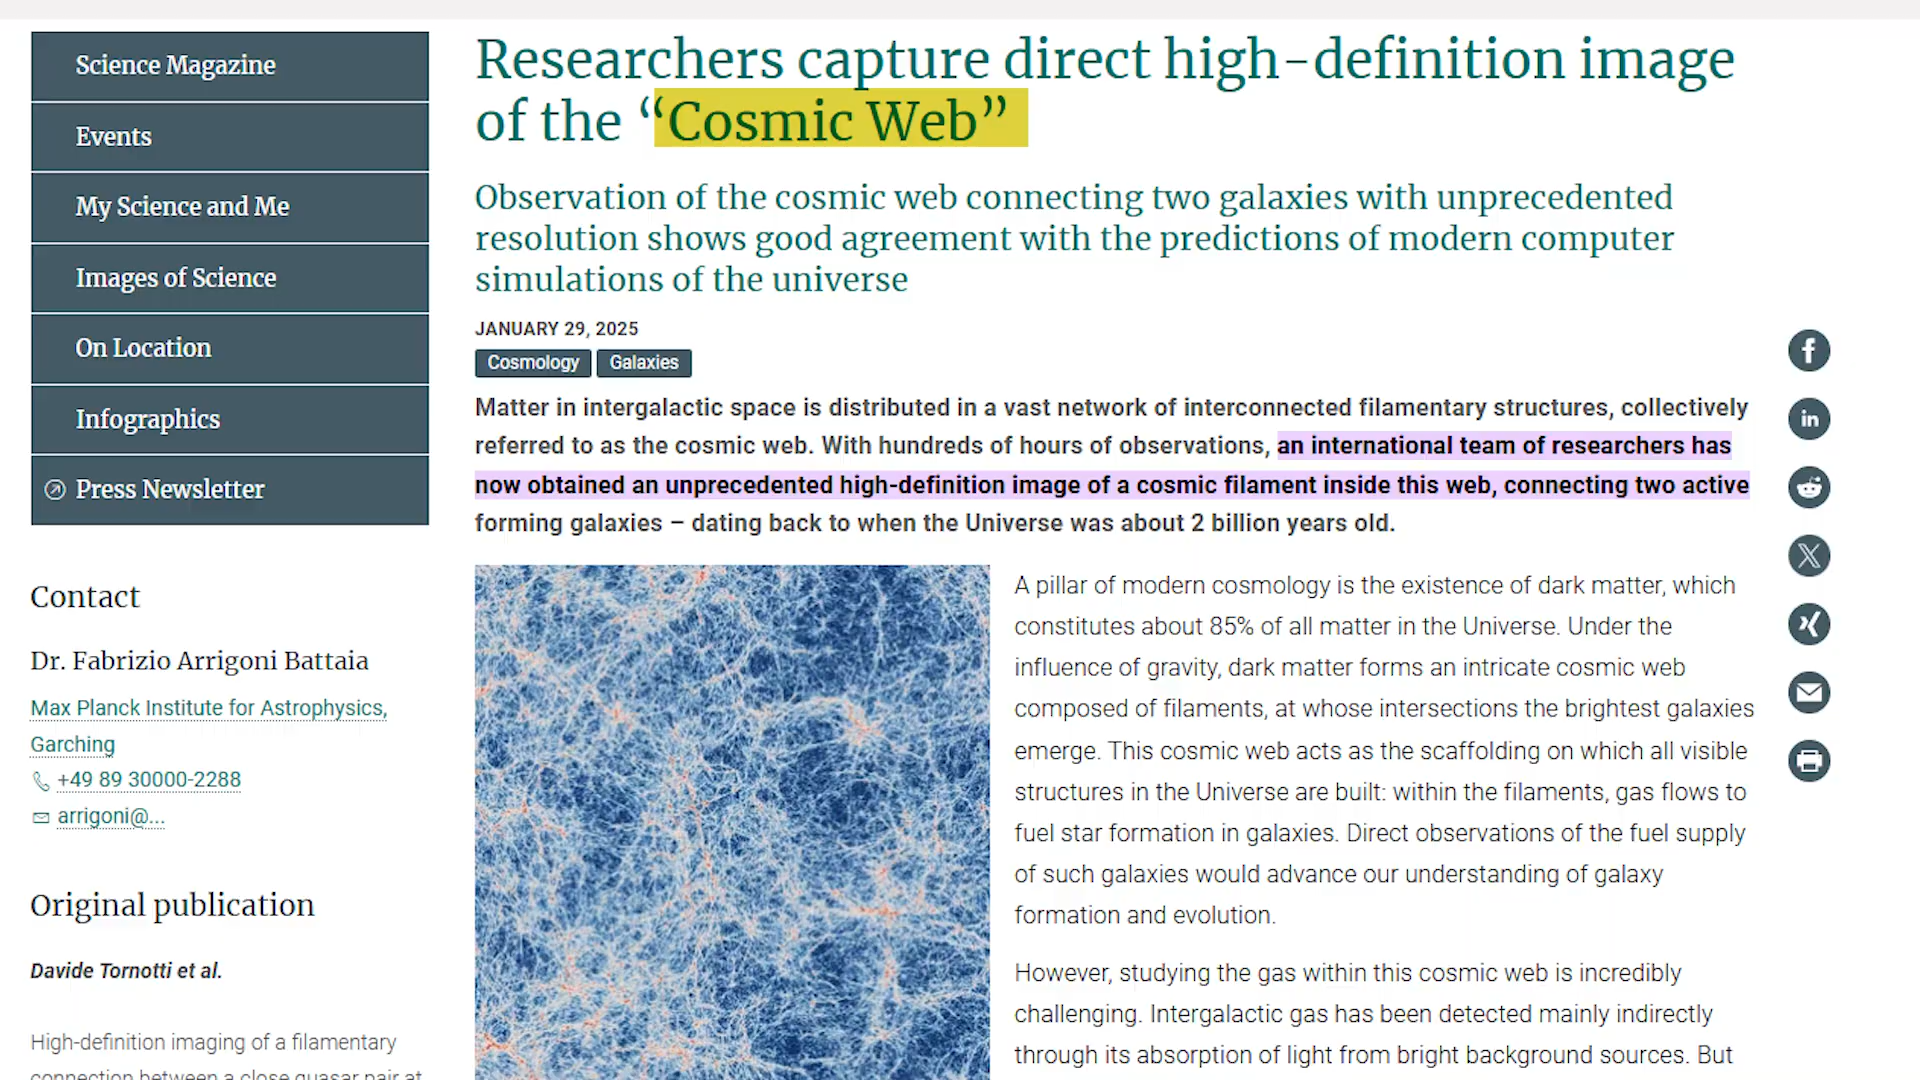 Science Magazine
Events
My Science and Me
Images of Science
On Location
Infographics
Press Newsletter
Contact
Dr. Fabrizio Arrigoni Battaia
Max Planck Institute for Astrophysics,
Garching
+49 89 30000-2288
arrigoni@...
Original publication
Davide Tornotti et al.
High-definition imaging of a filamentary
connection between a close quasar pair at
Researchers capture direct high-definition image
of the “Cosmic Web”
Observation of the cosmic web connecting two galaxies with unprecedented
resolution shows good agreement with the predictions of modern computer
simulations of the universe
JANUARY 29, 2025
Cosmology Galaxies
Matter in intergalactic space is distributed in a vast network of interconnected filamentary structures, collectively
referred to as the cosmic web. With hundreds of hours of observations, an international team of researchers has
now obtained an unprecedented high-definition image of a cosmic filament inside this web, connecting two active
forming galaxies – dating back to when the Universe was about 2 billion years old.
A pillar of modern cosmology is the existence of dark matter, which
constitutes about 85% of all matter in the Universe. Under the
influence of gravity, dark matter forms an intricate cosmic web
composed of filaments, at whose intersections the brightest galaxies
emerge. This cosmic web acts as the scaffolding on which all visible
structures in the Universe are built: within the filaments, gas flows to
fuel star formation in galaxies. Direct observations of the fuel supply
of such galaxies would advance our understanding of galaxy
formation and evolution.
However, studying the gas within this cosmic web is incredibly
challenging. Intergalactic gas has been detected mainly indirectly
through its absorption of light from bright background sources. But